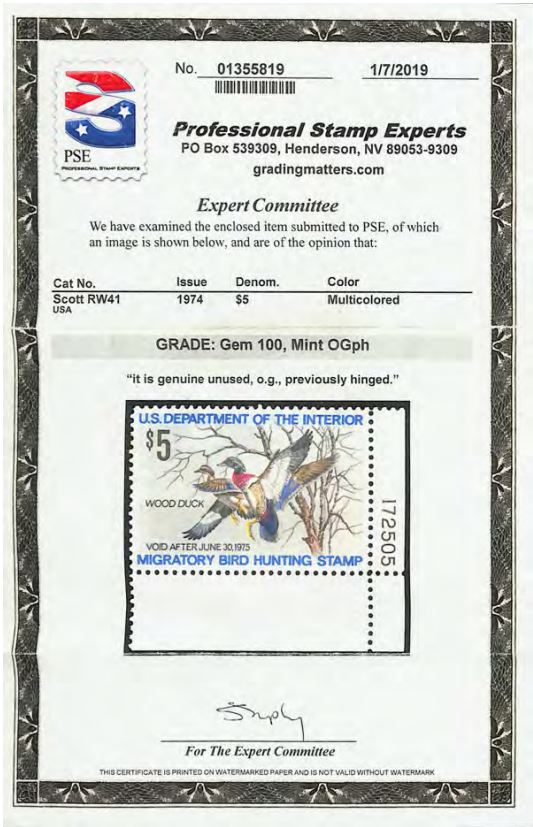 No. 01355819 1/7/2019
PSE
PROFESSIONAL STAMP EXPERTS
Professional Stamp Experts
PO Box 539309, Henderson, NV 89053-9309
gradingmatters.com
Expert Committee
We have examined the enclosed item submitted to PSE, of which
an image is shown below, and are of the opinion that:
Cat No. Issue Denom. Color
Scott RW41 1974 $5 Multicolored
USA
GRADE: Gem 100, Mint OGph
“it is genuine unused, o.g., previously hinged.”
U.S. DEPARTMENT OF THE INTERIOR
$5
WOOD DUCK
VOID AFTER JUNE 30, 1975
MIGRATORY BIRD HUNTING STAMP
172505
For The Expert Committee
THIS CERTIFICATE IS PRINTED ON WATERMARKED PAPER AND IS NOT VALID WITHOUT WATERMARK